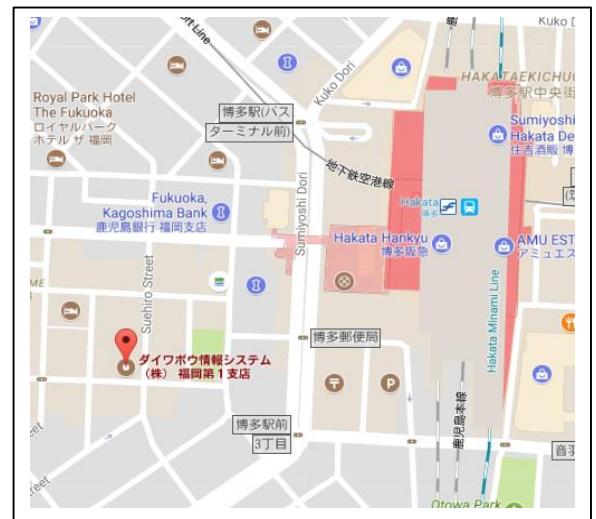 Kuko D
ort Line
HAKATAEKICHUO
博多駅中央街
Royal Park Hotel
The Fukuoka
ロイヤルパーク
ホテル ザ 福岡
博多駅(バス
ターミナル前)
Kuko Dori
Sumiyoshi
Hakata De
住吉酒販 博
地下鉄空港線
Fukuoka,
Kagoshima Bank
鹿児島銀行 福岡支店
Sumiyoshi Dori
Hakata
博多
Hakata Hankyu
博多阪急
AMU EST
アミュエス
Suehiro Street
Hakata Minami Line
ダイワボウ情報システム
(株) 福岡第1支店
博多郵便局
P
鹿児島本線
博多駅前
3丁目
音羽
Street
Otowa Park